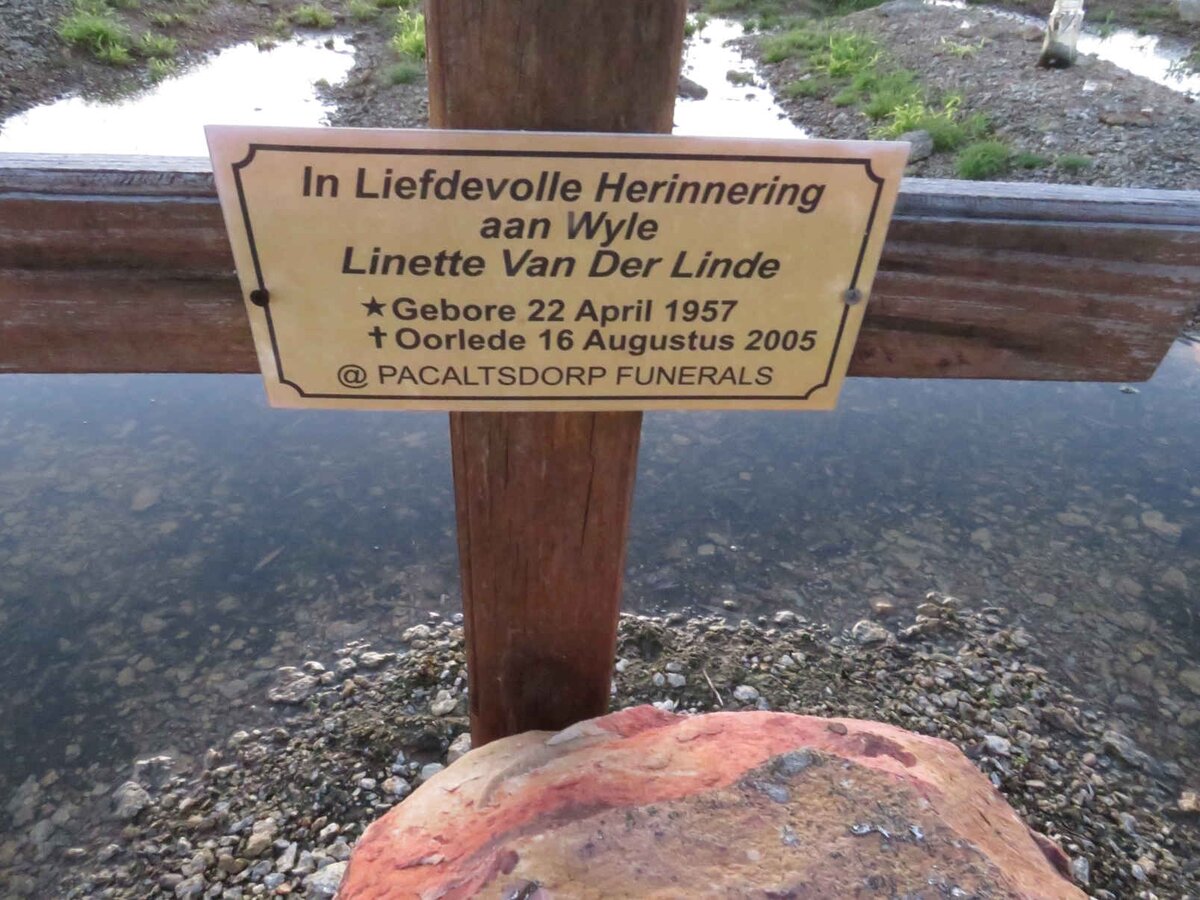 In Liefdevolle Herinnering
aan Wyle
Linette Van Der Linde
★ Gebore 22 April 1957
✝ Oorlede 16 Augustus 2005
@ PACALTSDORP FUNERALS